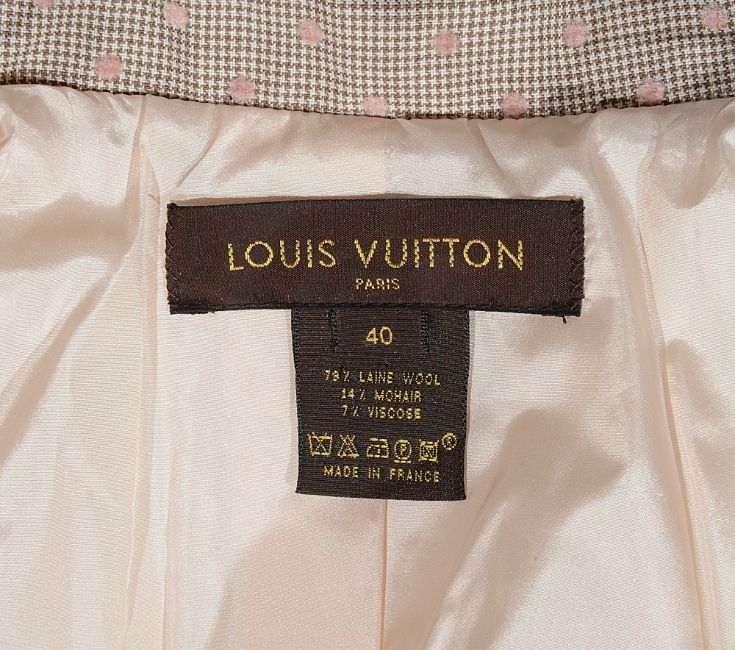 LOUIS VUITTON
PARIS
40
79% LAINE WOOL
14% MOHAIR
7% VISCOSE
P ®
MADE IN FRANCE